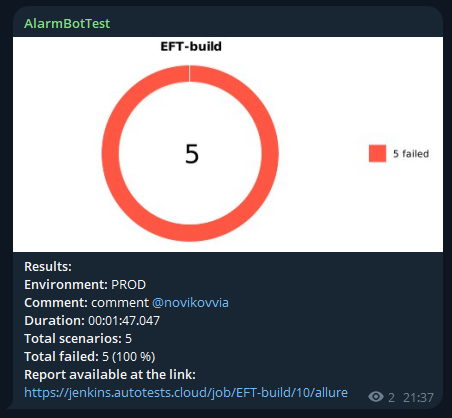 AlarmBotTest
EFT-build
5
5 failed
Results:
Environment: PROD
Comment: comment @novikovvia
Duration: 00:01:47.047
Total scenarios: 5
Total failed: 5 (100 %)
Report available at the link:
https://jenkins.autotests.cloud/job/EFT-build/10/allure
2 21:37